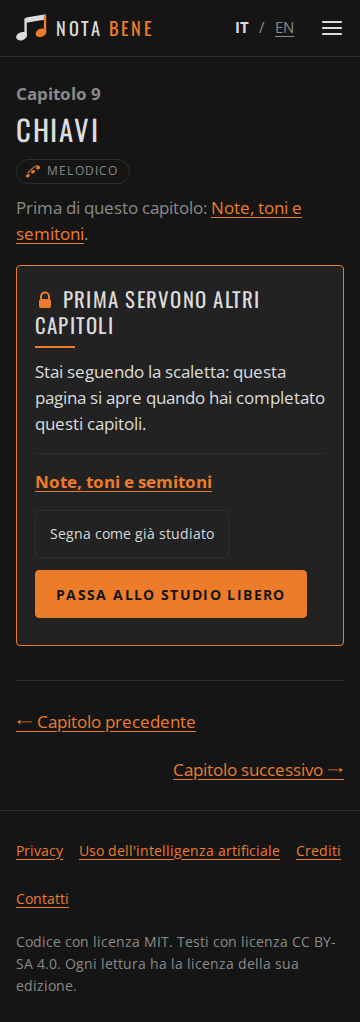 NOTA BENE
IT / EN
Capitolo 9
CHIAVI
MELODICO
Prima di questo capitolo: Note, toni e
semitoni.
PRIMA SERVONO ALTRI
CAPITOLI
Stai seguendo la scaletta: questa
pagina si apre quando hai completato
questi capitoli.
Note, toni e semitoni
Segna come già studiato
PASSA ALLO STUDIO LIBERO
← Capitolo precedente
Capitolo successivo →
Privacy Uso dell'intelligenza artificiale Crediti
Contatti
Codice con licenza MIT. Testi con licenza CC BY-
SA 4.0. Ogni lettura ha la licenza della sua
edizione.